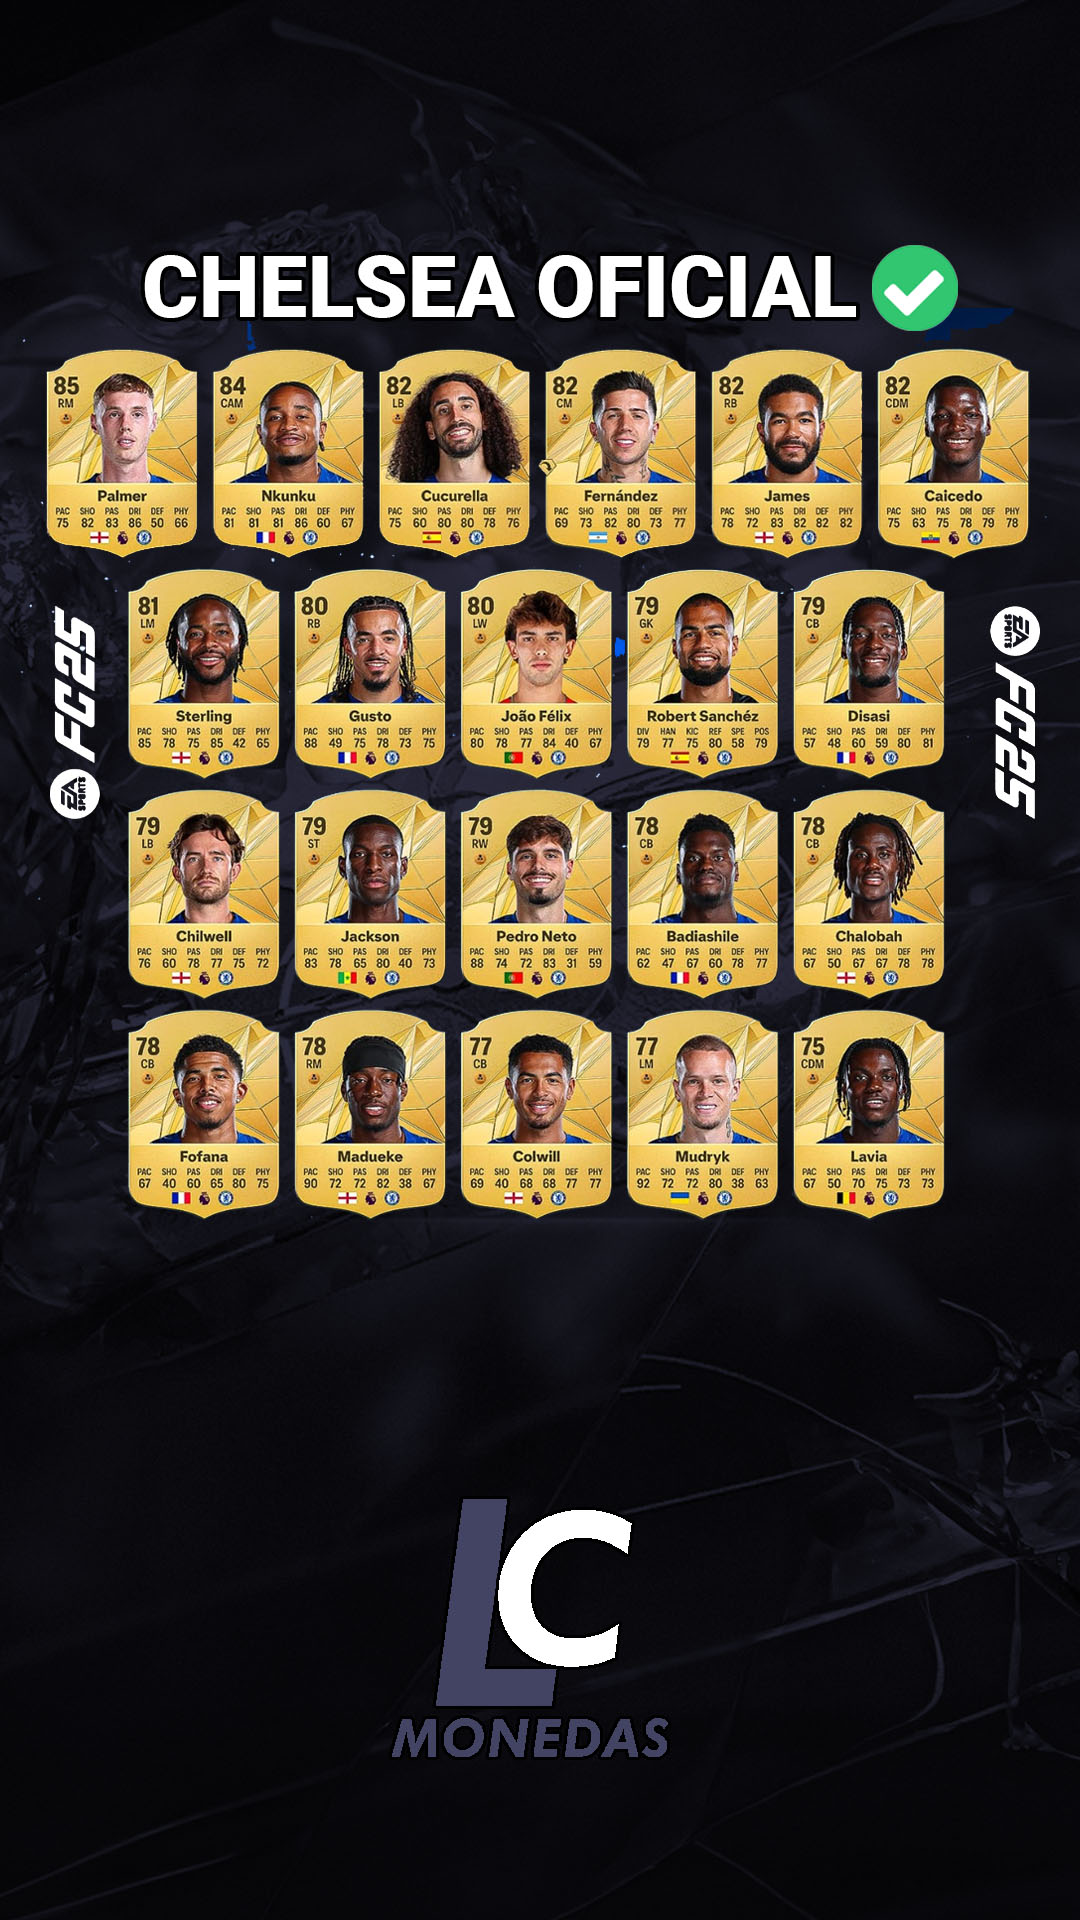 CHELSEA OFICIAL
85 84 82 82 82 82
RM CAM LB CM RB CDM
Palmer Nkunku Cucurella Fernández James Caicedo
PAC SHO PAS DRI DEF PHY PAC SHO PAS DRI DEF PHY PAC SHO PAS DRI DEF PHY PAC SHO PAS DRI DEF PHY PAC SHO PAS DRI DEF PHY PAC SHO PAS DRI DEF PHY
75 82 83 86 50 66 81 81 81 86 60 67 75 60 80 80 78 76 69 73 82 80 73 77 78 72 83 82 82 82 75 63 75 78 79 78
81 80 80 79 79
LM RB LW GK CB
Sterling Gusto João Félix Robert Sanchéz Disasi
PAC SHO PAS DRI DEF PHY PAC SHO PAS DRI DEF PHY PAC SHO PAS DRI DEF PHY DIV HAN KIC REF SPE POS PAC SHO PAS DRI DEF PHY
85 78 75 85 42 65 88 49 75 78 73 75 80 78 77 84 40 67 79 77 75 80 58 79 57 48 60 58 80 81
EA SPORTS FC25
EA SPORTS FC25
79 79 79 78 78
LB ST RW CB CB
Chilwell Jackson Pedro Neto Badiashile Chalobah
PAC SHO PAS DRI DEF PHY PAC SHO PAS DRI DEF PHY PAC SHO PAS DRI DEF PHY PAC SHO PAS DRI DEF PHY PAC SHO PAS DRI DEF PHY
76 60 78 77 75 72 83 78 65 80 40 73 88 74 72 83 31 59 62 47 67 60 78 77 67 50 67 67 78 78
78 78 77 77 75
CB RM CB LM CDM
Fofana Madueke Colwill Mudryk Lavia
PAC SHO PAS DRI DEF PHY PAC SHO PAS DRI DEF PHY PAC SHO PAS DRI DEF PHY PAC SHO PAS DRI DEF PHY PAC SHO PAS DRI DEF PHY
67 40 60 65 80 75 90 72 72 82 38 67 69 40 68 68 77 77 92 72 72 80 38 63 67 50 70 75 73 73
LC
MONEDAS